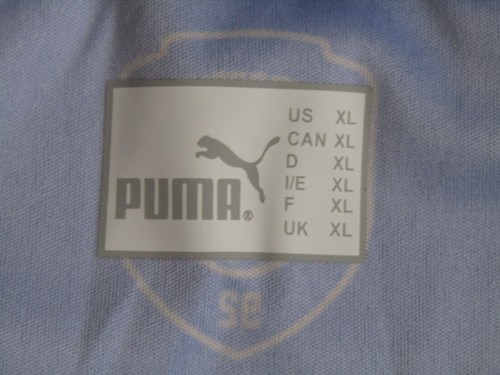 PUMA®
US XL
CAN XL
D XL
I/E XL
F XL
UK XL